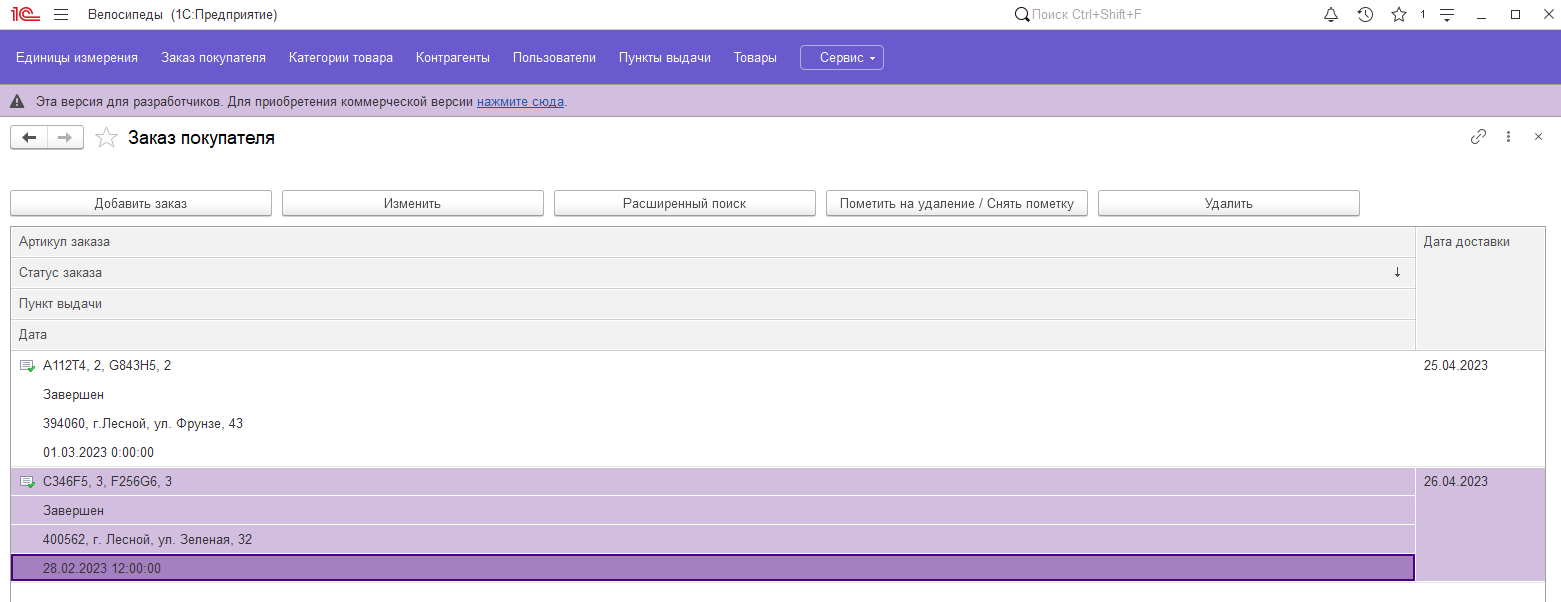 1С Велосипеды (1С:Предприятие) Поиск Ctrl+Shift+F 1
Единицы измерения Заказ покупателя Категории товара Контрагенты Пользователи Пункты выдачи Товары Сервис
Эта версия для разработчиков. Для приобретения коммерческой версии нажмите сюда.
Заказ покупателя
Добавить заказ Изменить Расширенный поиск Пометить на удаление / Снять пометку Удалить
Артикул заказа Дата доставки
Статус заказа ↓
Пункт выдачи
Дата
A112T4, 2, G843H5, 2 25.04.2023
Завершен
394060, г.Лесной, ул. Фрунзе, 43
01.03.2023 0:00:00
C346F5, 3, F256G6, 3 26.04.2023
Завершен
400562, г. Лесной, ул. Зеленая, 32
28.02.2023 12:00:00